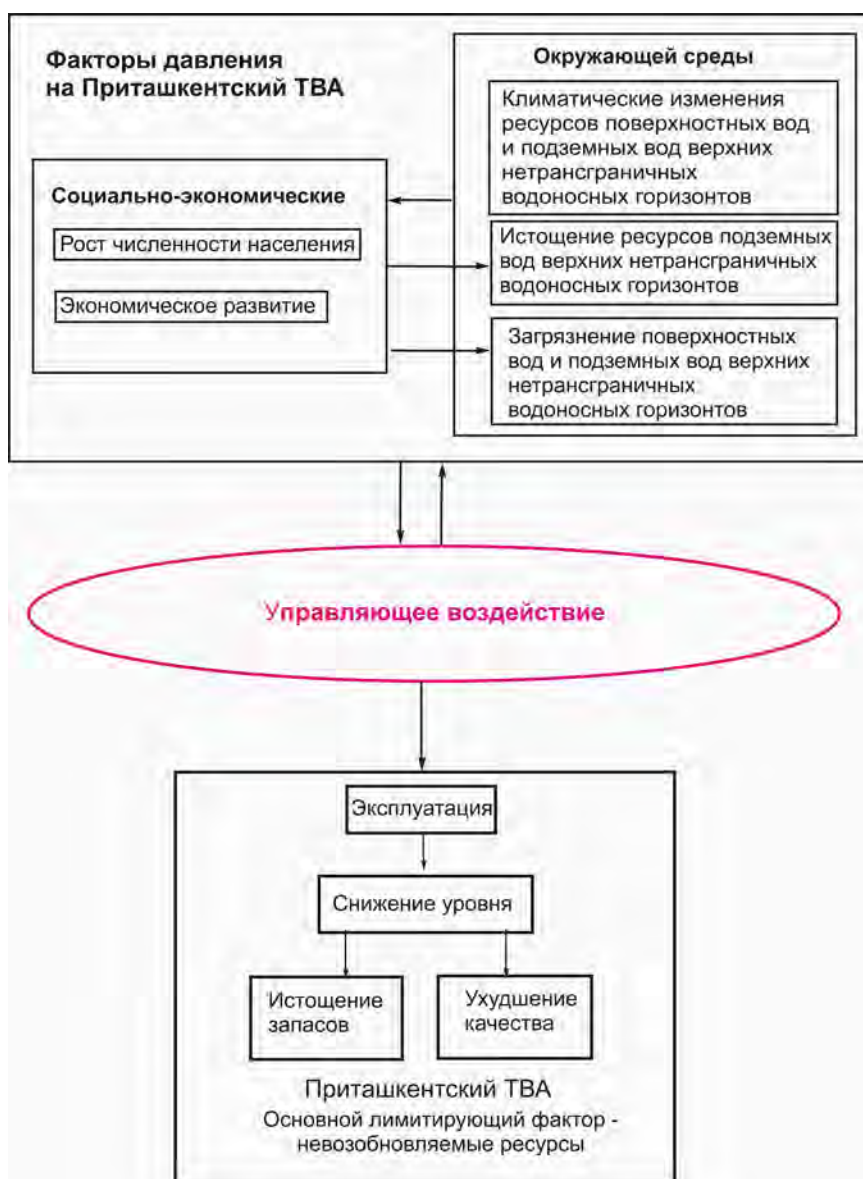 Факторы давления
на Приташкентский ТВА
Социально-экономические
Рост численности населения
Экономическое развитие
Окружающей среды
Климатические изменения
ресурсов поверхностных вод
и подземных вод верхних
нетрансграничных
водоносных горизонтов
Истощение ресурсов подземных
вод верхних нетрансграничных
водоносных горизонтов
Загрязнение поверхностных
вод и подземных вод верхних
нетрансграничных
водоносных горизонтов
Управляющее воздействие
Эксплуатация
Снижение уровня
Истощение
запасов
Ухудшение
качества
Приташкентский ТВА
Основной лимитирующий фактор -
невозобновляемые ресурсы